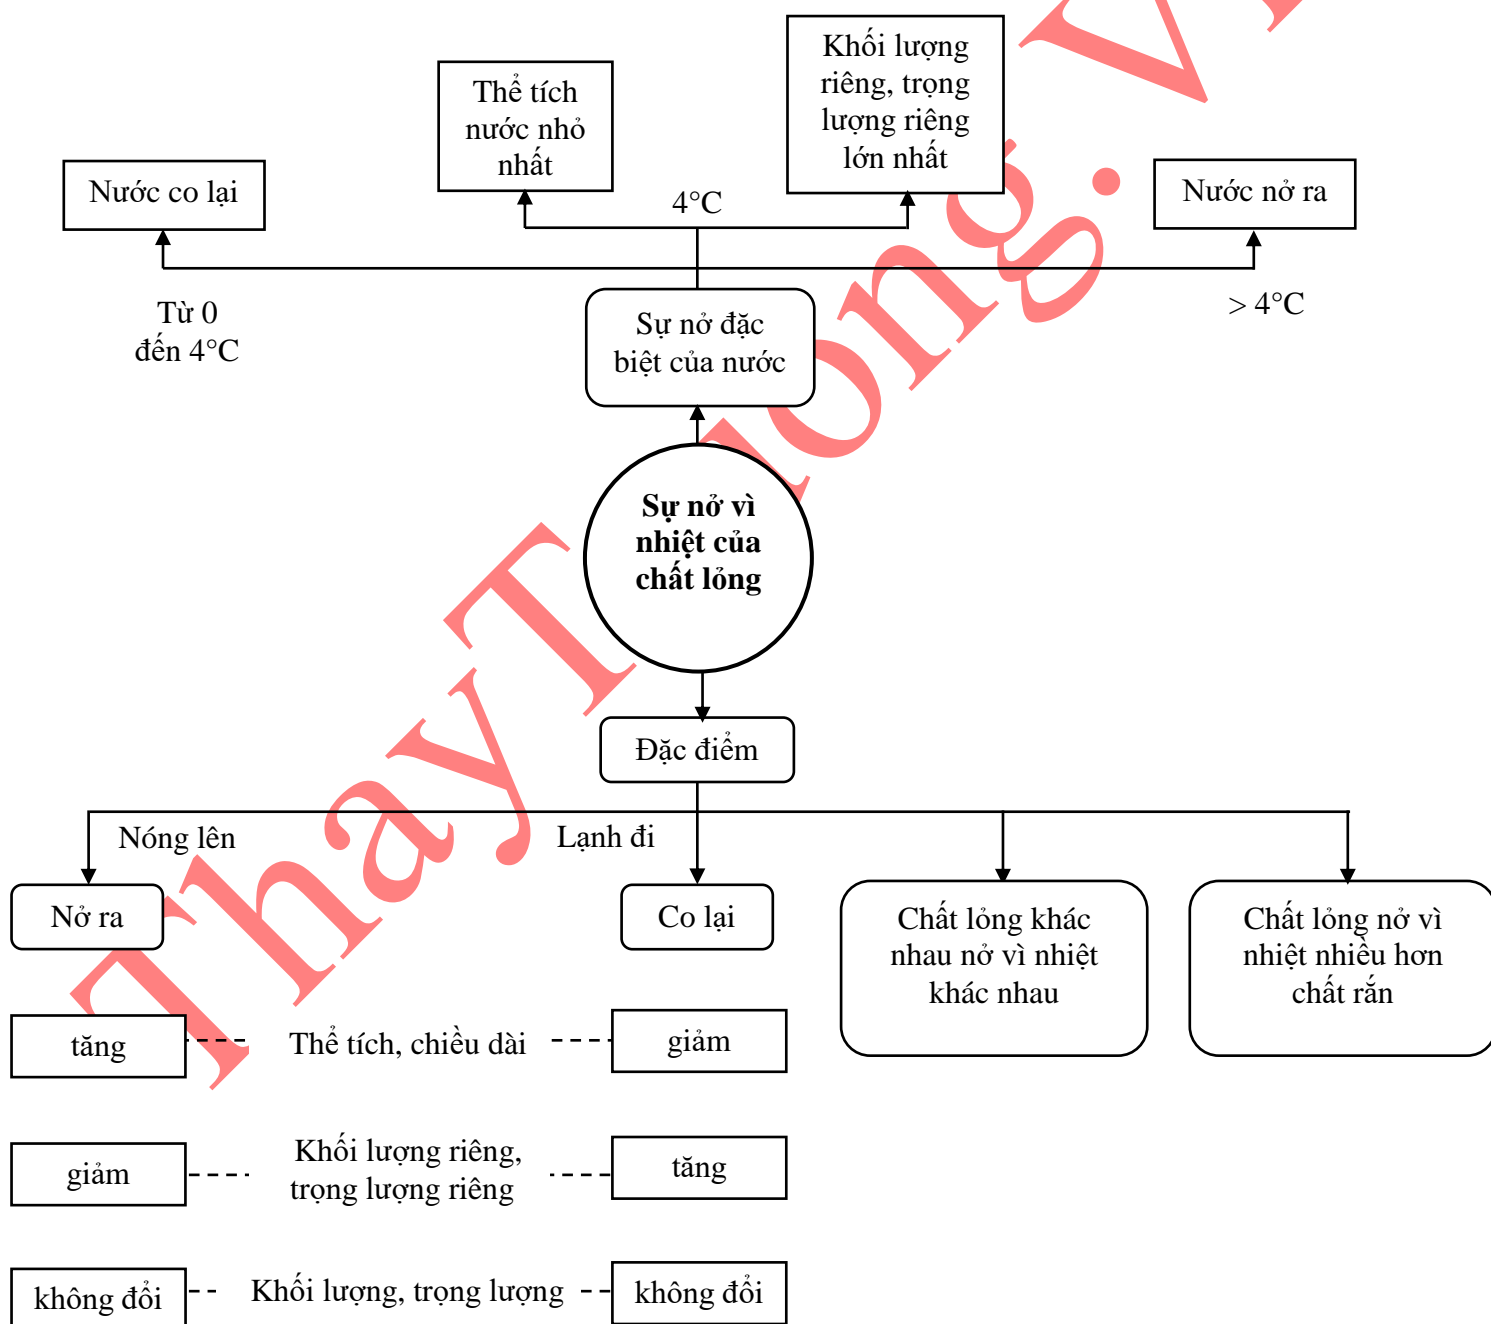 Khối lượng
riêng, trọng
lượng riêng
lớn nhất
Thể tích
nước nhỏ
nhất
Nước co lại
4°C
Nước nở ra
Từ 0
đến 4°C
> 4°C
Sự nở đặc
biệt của nước
Sự nở vì
nhiệt của
chất lỏng
Đặc điểm
Nóng lên
Lạnh đi
Nở ra
Co lại
Chất lỏng khác
nhau nở vì nhiệt
khác nhau
Chất lỏng nở vì
nhiệt nhiều hơn
chất rắn
tăng
Thể tích, chiều dài
giảm
giảm
Khối lượng riêng,
trọng lượng riêng
tăng
không đổi
Khối lượng, trọng lượng
không đổi